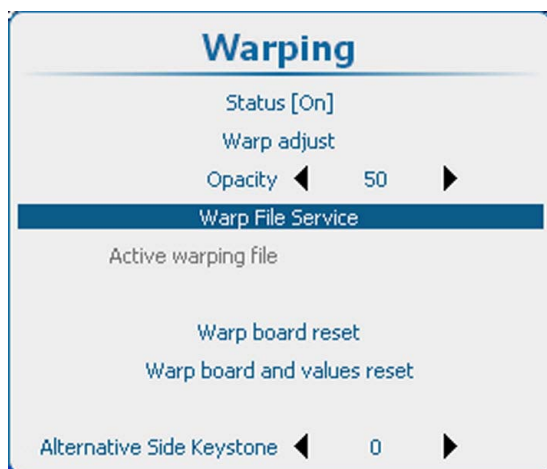 Warping
Status [On]
Warp adjust
Opacity 50
Warp File Service
Active warping file
Warp board reset
Warp board and values reset
Alternative Side Keystone 0